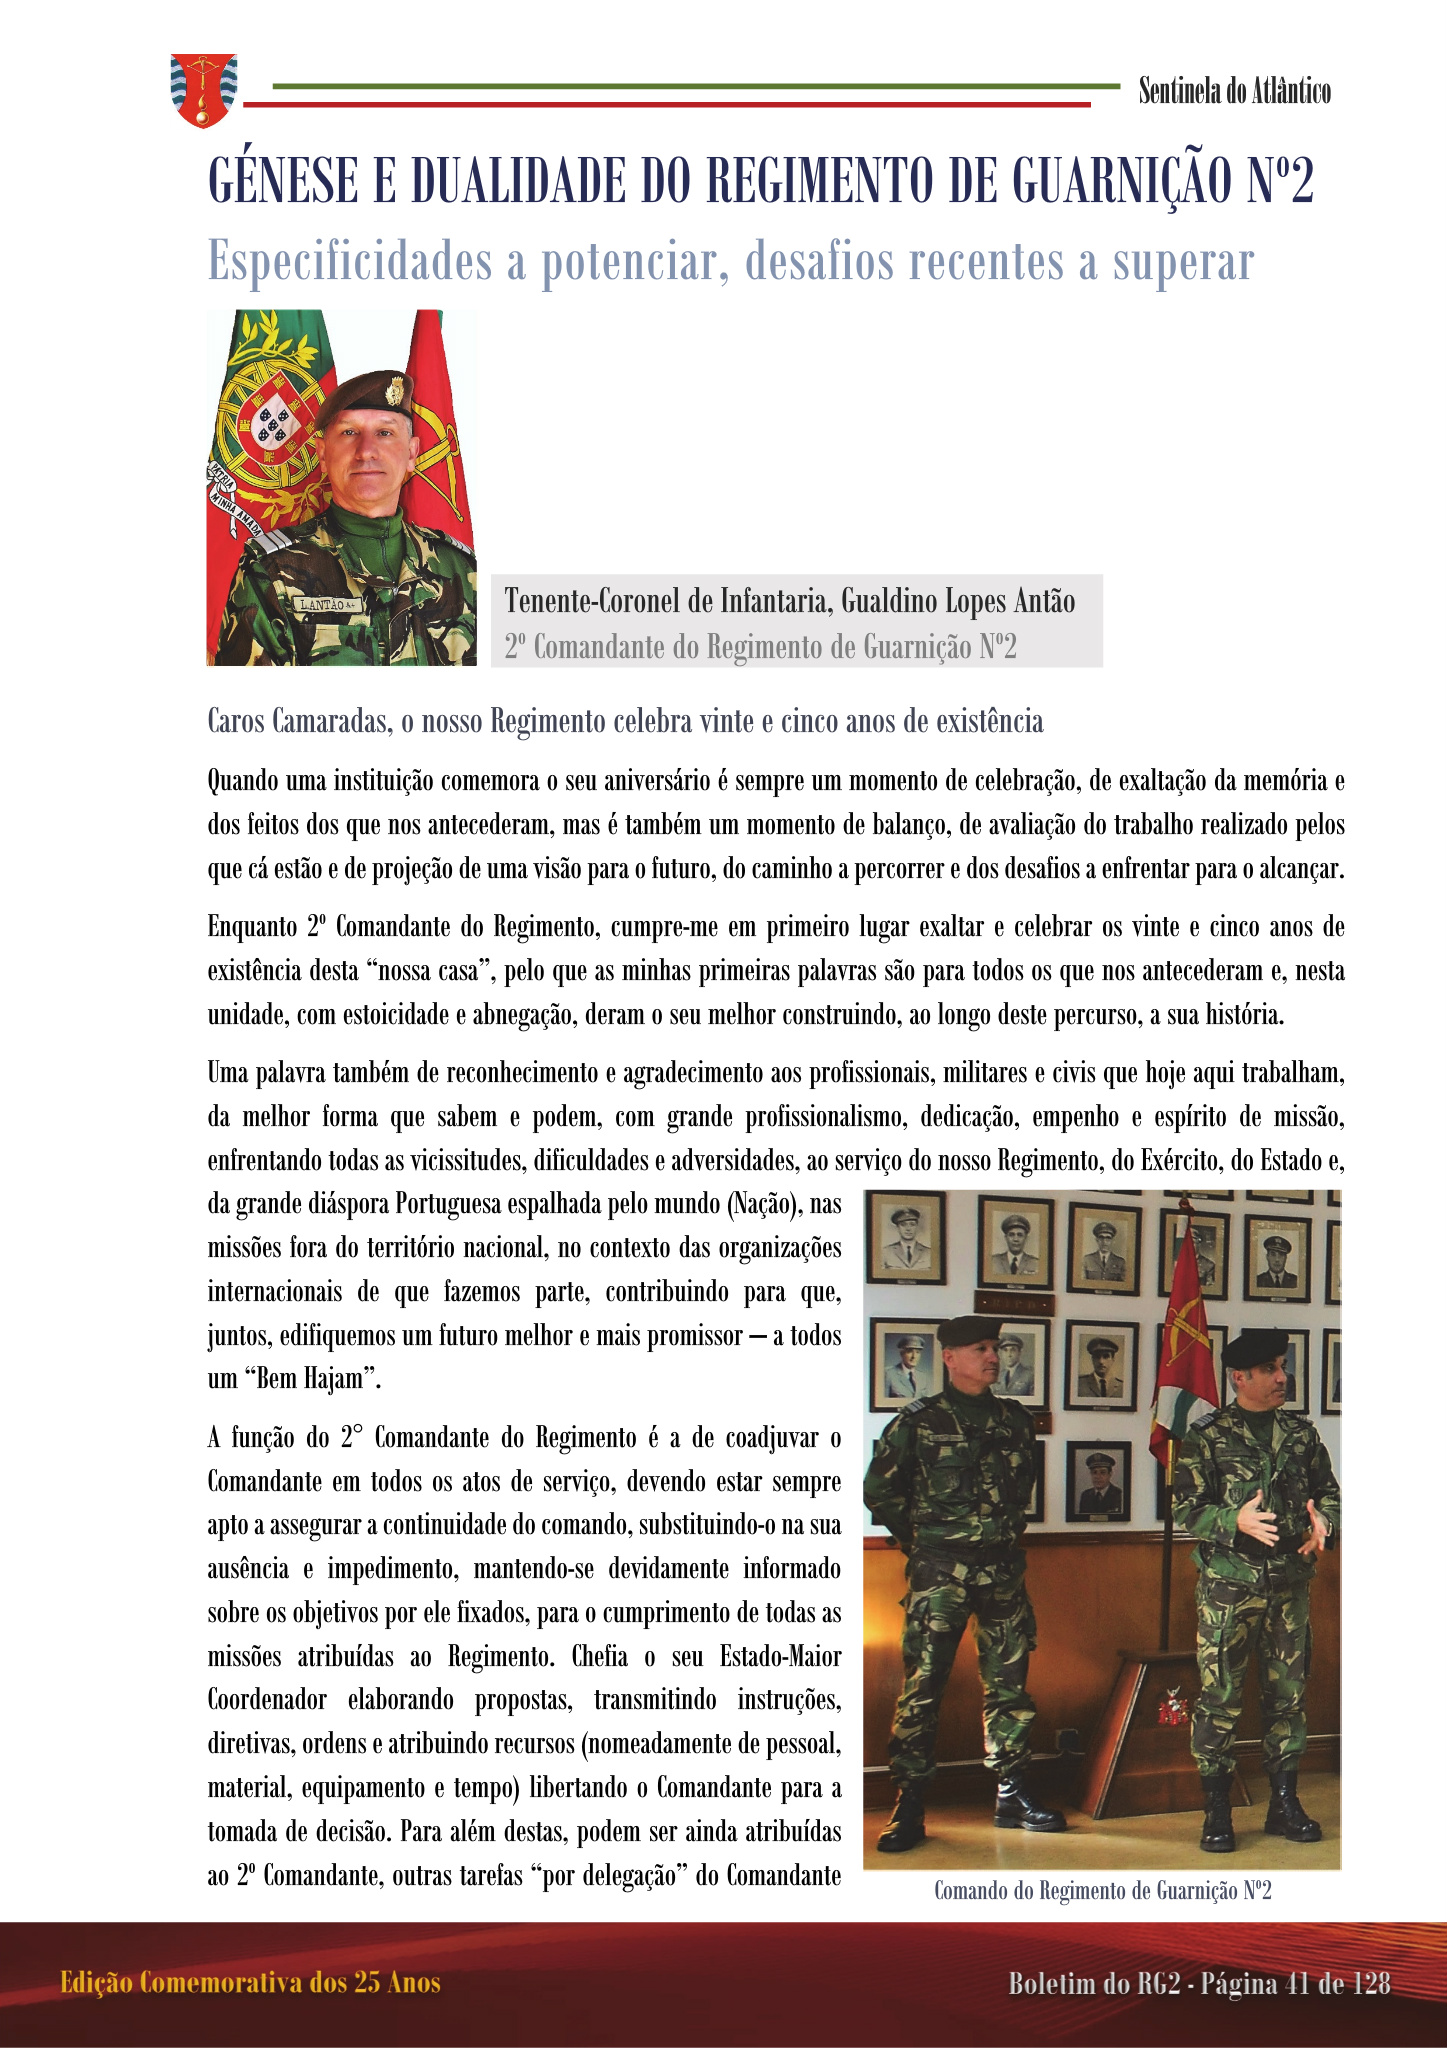 Sentinela do Atlântico
GÉNESE E DUALIDADE DO REGIMENTO DE GUARNIÇÃO Nº2
Especificidades a potenciar, desafios recentes a superar
PÁTRIA
MINHA AMADA
L.ANTÃO A+
Tenente-Coronel de Infantaria, Gualdino Lopes Antão
2º Comandante do Regimento de Guarnição Nº2
Caros Camaradas, o nosso Regimento celebra vinte e cinco anos de existência
Quando uma instituição comemora o seu aniversário é sempre um momento de celebração, de exaltação da memória e
dos feitos dos que nos antecederam, mas é também um momento de balanço, de avaliação do trabalho realizado pelos
que cá estão e de projeção de uma visão para o futuro, do caminho a percorrer e dos desafios a enfrentar para o alcançar.
Enquanto 2º Comandante do Regimento, cumpre-me em primeiro lugar exaltar e celebrar os vinte e cinco anos de
existência desta “nossa casa”, pelo que as minhas primeiras palavras são para todos os que nos antecederam e, nesta
unidade, com estoicidade e abnegação, deram o seu melhor construindo, ao longo deste percurso, a sua história.
Uma palavra também de reconhecimento e agradecimento aos profissionais, militares e civis que hoje aqui trabalham,
da melhor forma que sabem e podem, com grande profissionalismo, dedicação, empenho e espírito de missão,
enfrentando todas as vicissitudes, dificuldades e adversidades, ao serviço do nosso Regimento, do Exército, do Estado e,
da grande diáspora Portuguesa espalhada pelo mundo (Nação), nas
missões fora do território nacional, no contexto das organizações
internacionais de que fazemos parte, contribuindo para que,
juntos, edifiquemos um futuro melhor e mais promissor — a todos
um “Bem Hajam”.
A função do 2° Comandante do Regimento é a de coadjuvar o
Comandante em todos os atos de serviço, devendo estar sempre
apto a assegurar a continuidade do comando, substituindo-o na sua
ausência e impedimento, mantendo-se devidamente informado
sobre os objetivos por ele fixados, para o cumprimento de todas as
missões atribuídas ao Regimento. Chefia o seu Estado-Maior
Coordenador elaborando propostas, transmitindo instruções,
diretivas, ordens e atribuindo recursos (nomeadamente de pessoal,
material, equipamento e tempo) libertando o Comandante para a
tomada de decisão. Para além destas, podem ser ainda atribuídas
ao 2º Comandante, outras tarefas “por delegação” do Comandante
Comando do Regimento de Guarnição Nº2
Edição Comemorativa dos 25 Anos
Boletim do RG2 - Página 41 de 128